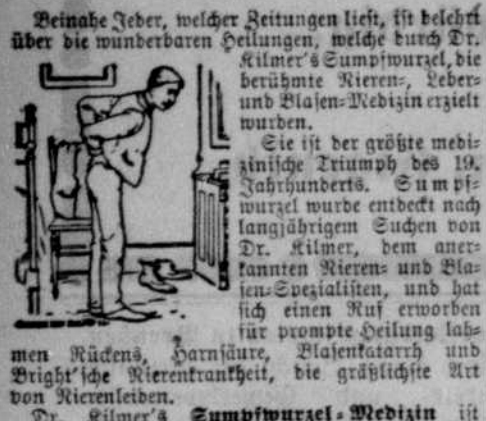 Beinahe Jeder, welcher Zeitungen liest, ist belehrt
über die wunderbaren Heilungen, welche durch Dr.
Kilmer's Sumpfwurzel, die
berühmte Nieren-, Leber-
und Blasen-Medizin erzielt
wurden.
Sie ist der größte medi-
zinische Triumph des 19.
Jahrhunderts. Sumpf-
wurzel wurde entdeckt nach
langjährigem Suchen von
Dr. Kilmer, dem aner-
kannten Nieren- und Bla-
sen-Spezialisten, und hat
sich einen Ruf erworben
für prompte Heilung lah-
men Rückens, Harnsäure, Blasenkatarrh und
Bright'sche Nierenkrankheit, die gräßlichste Art
von Nierenleiden.
Dr. Kilmer's Sumpfwurzel-Medizin ist